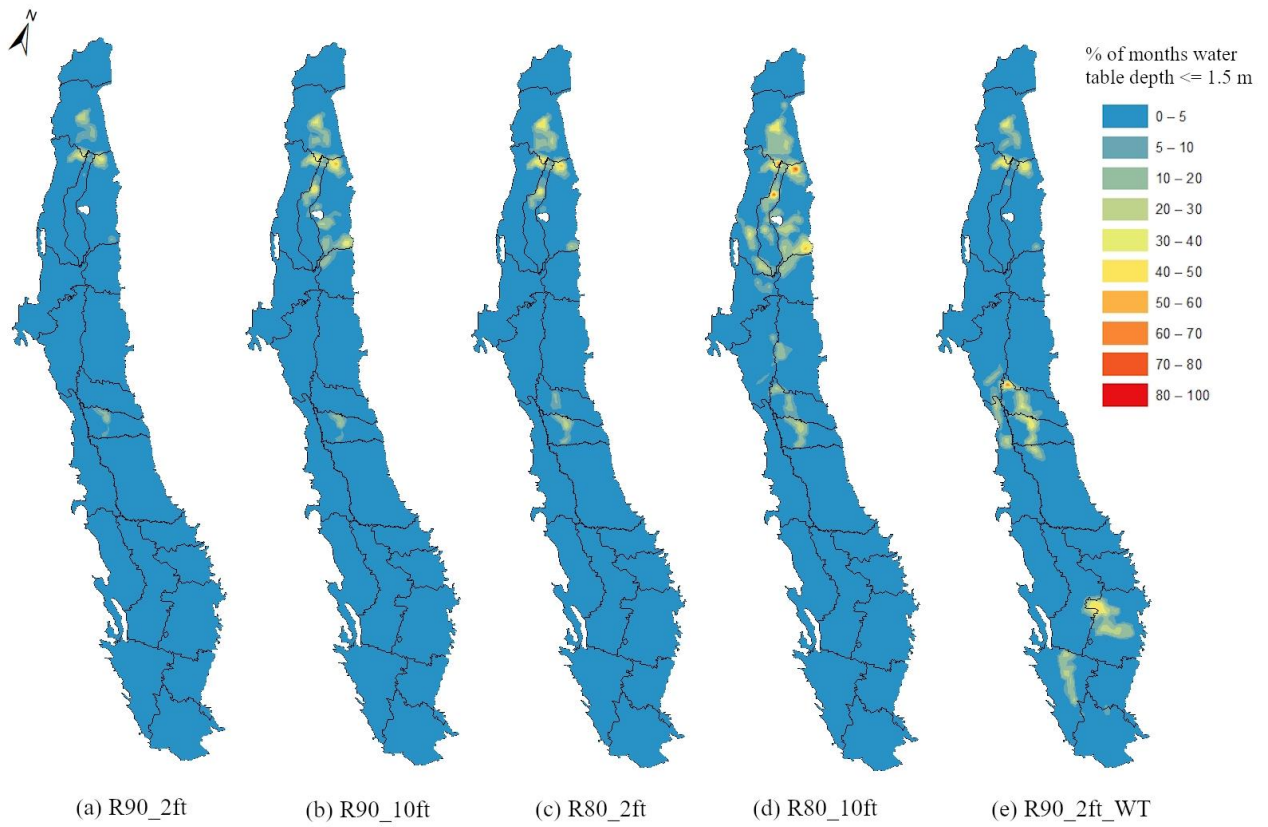 N
% of months water
table depth <= 1.5 m
0 – 5
5 – 10
10 – 20
20 – 30
30 – 40
40 – 50
50 – 60
60 – 70
70 – 80
80 – 100
(a) R90_2ft
(b) R90_10ft
(c) R80_2ft
(d) R80_10ft
(e) R90_2ft_WT